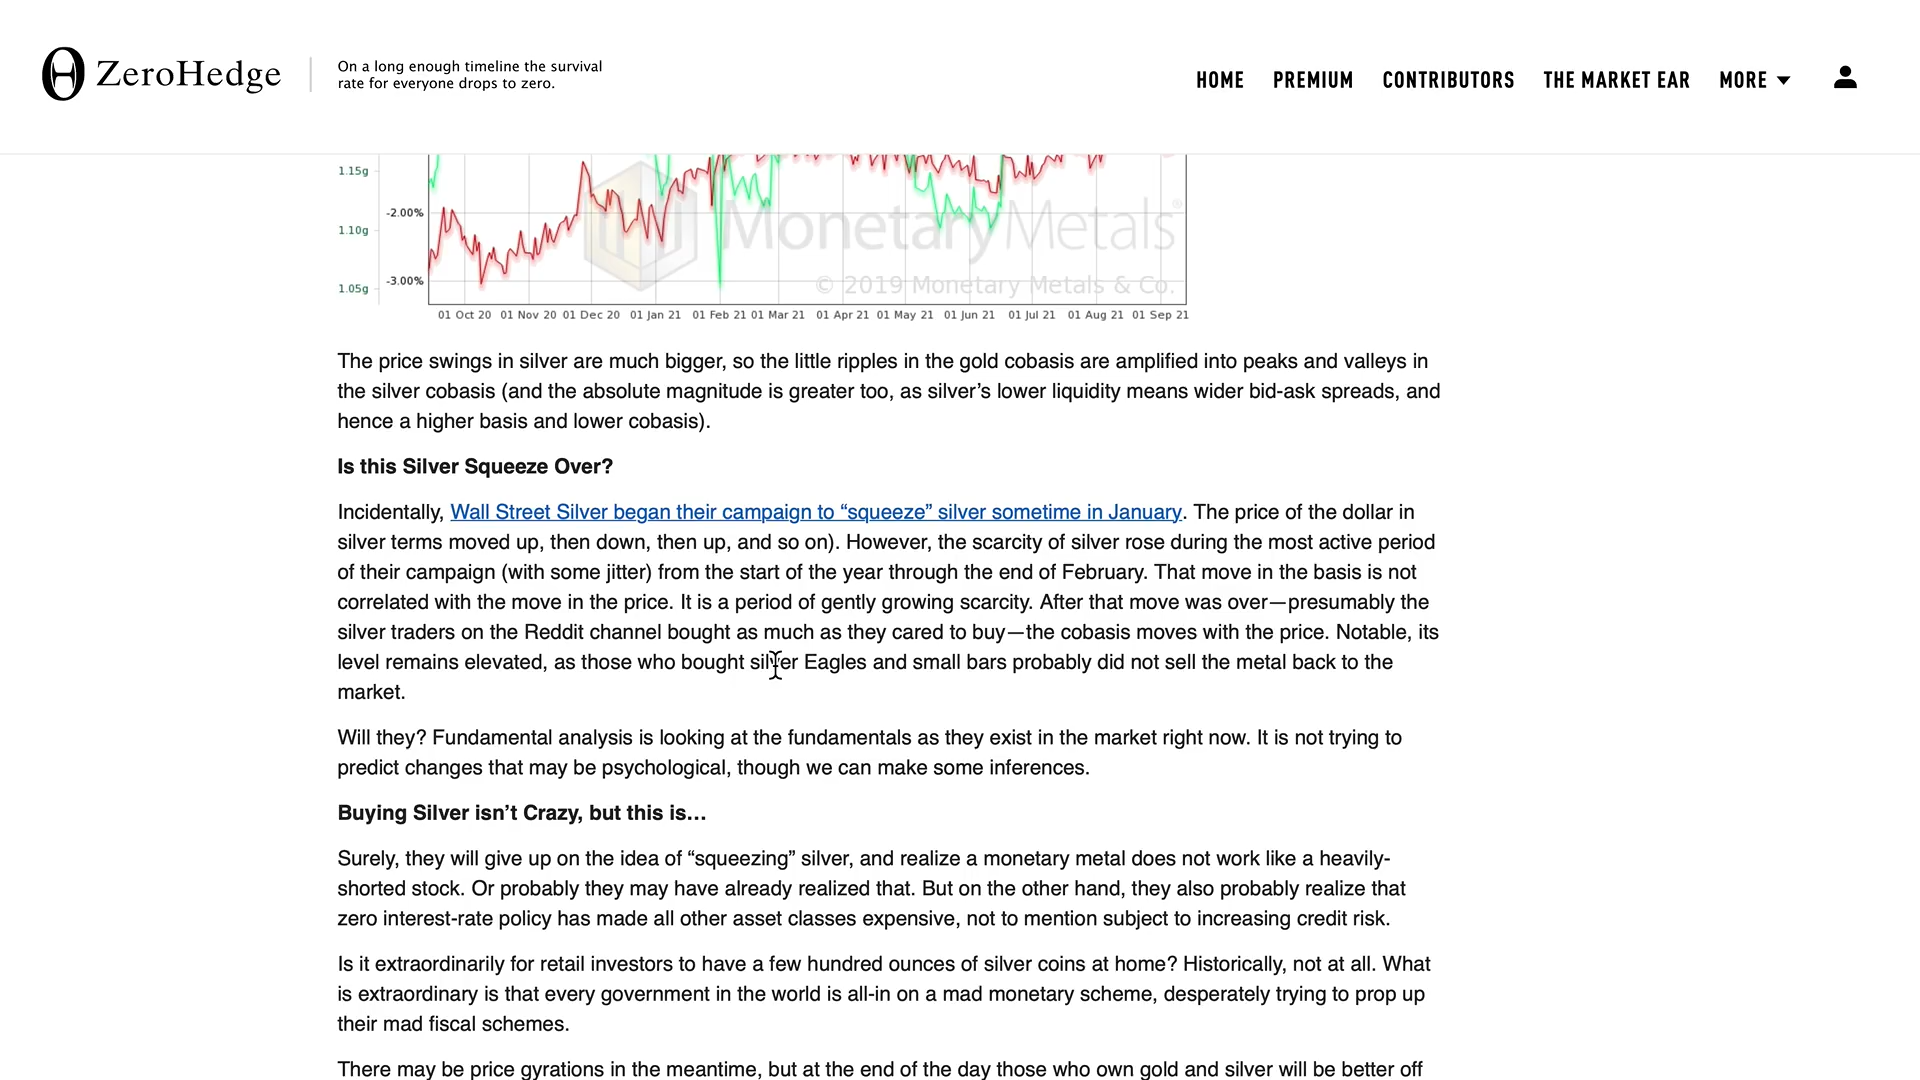 ZeroHedge
On a long enough timeline the survival
rate for everyone drops to zero.
HOME PREMIUM CONTRIBUTORS THE MARKET EAR MORE
1.15g
-2.00%
1.10g
MonetaryMetals®
-3.00%
© 2019 Monetary Metals & Co.
1.05g
01 Oct 20 01 Nov 20 01 Dec 20 01 Jan 21 01 Feb 21 01 Mar 21 01 Apr 21 01 May 21 01 Jun 21 01 Jul 21 01 Aug 21 01 Sep 21
The price swings in silver are much bigger, so the little ripples in the gold cobasis are amplified into peaks and valleys in
the silver cobasis (and the absolute magnitude is greater too, as silver’s lower liquidity means wider bid-ask spreads, and
hence a higher basis and lower cobasis).
Is this Silver Squeeze Over?
Incidentally, Wall Street Silver began their campaign to “squeeze” silver sometime in January. The price of the dollar in
silver terms moved up, then down, then up, and so on). However, the scarcity of silver rose during the most active period
of their campaign (with some jitter) from the start of the year through the end of February. That move in the basis is not
correlated with the move in the price. It is a period of gently growing scarcity. After that move was over—presumably the
silver traders on the Reddit channel bought as much as they cared to buy—the cobasis moves with the price. Notable, its
level remains elevated, as those who bought silver Eagles and small bars probably did not sell the metal back to the
market.
Will they? Fundamental analysis is looking at the fundamentals as they exist in the market right now. It is not trying to
predict changes that may be psychological, though we can make some inferences.
Buying Silver isn’t Crazy, but this is…
Surely, they will give up on the idea of “squeezing” silver, and realize a monetary metal does not work like a heavily-
shorted stock. Or probably they may have already realized that. But on the other hand, they also probably realize that
zero interest-rate policy has made all other asset classes expensive, not to mention subject to increasing credit risk.
Is it extraordinarily for retail investors to have a few hundred ounces of silver coins at home? Historically, not at all. What
is extraordinary is that every government in the world is all-in on a mad monetary scheme, desperately trying to prop up
their mad fiscal schemes.
There may be price gyrations in the meantime, but at the end of the day those who own gold and silver will be better off